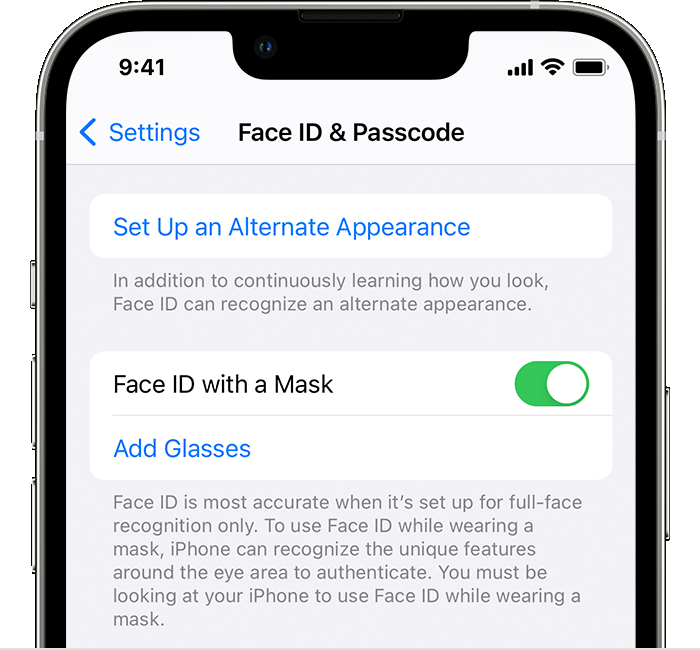 9:41
Settings
Face ID & Passcode
Set Up an Alternate Appearance
In addition to continuously learning how you look,
Face ID can recognize an alternate appearance.
Face ID with a Mask
Add Glasses
Face ID is most accurate when it’s set up for full-face
recognition only. To use Face ID while wearing a
mask, iPhone can recognize the unique features
around the eye area to authenticate. You must be
looking at your iPhone to use Face ID while wearing a
mask.